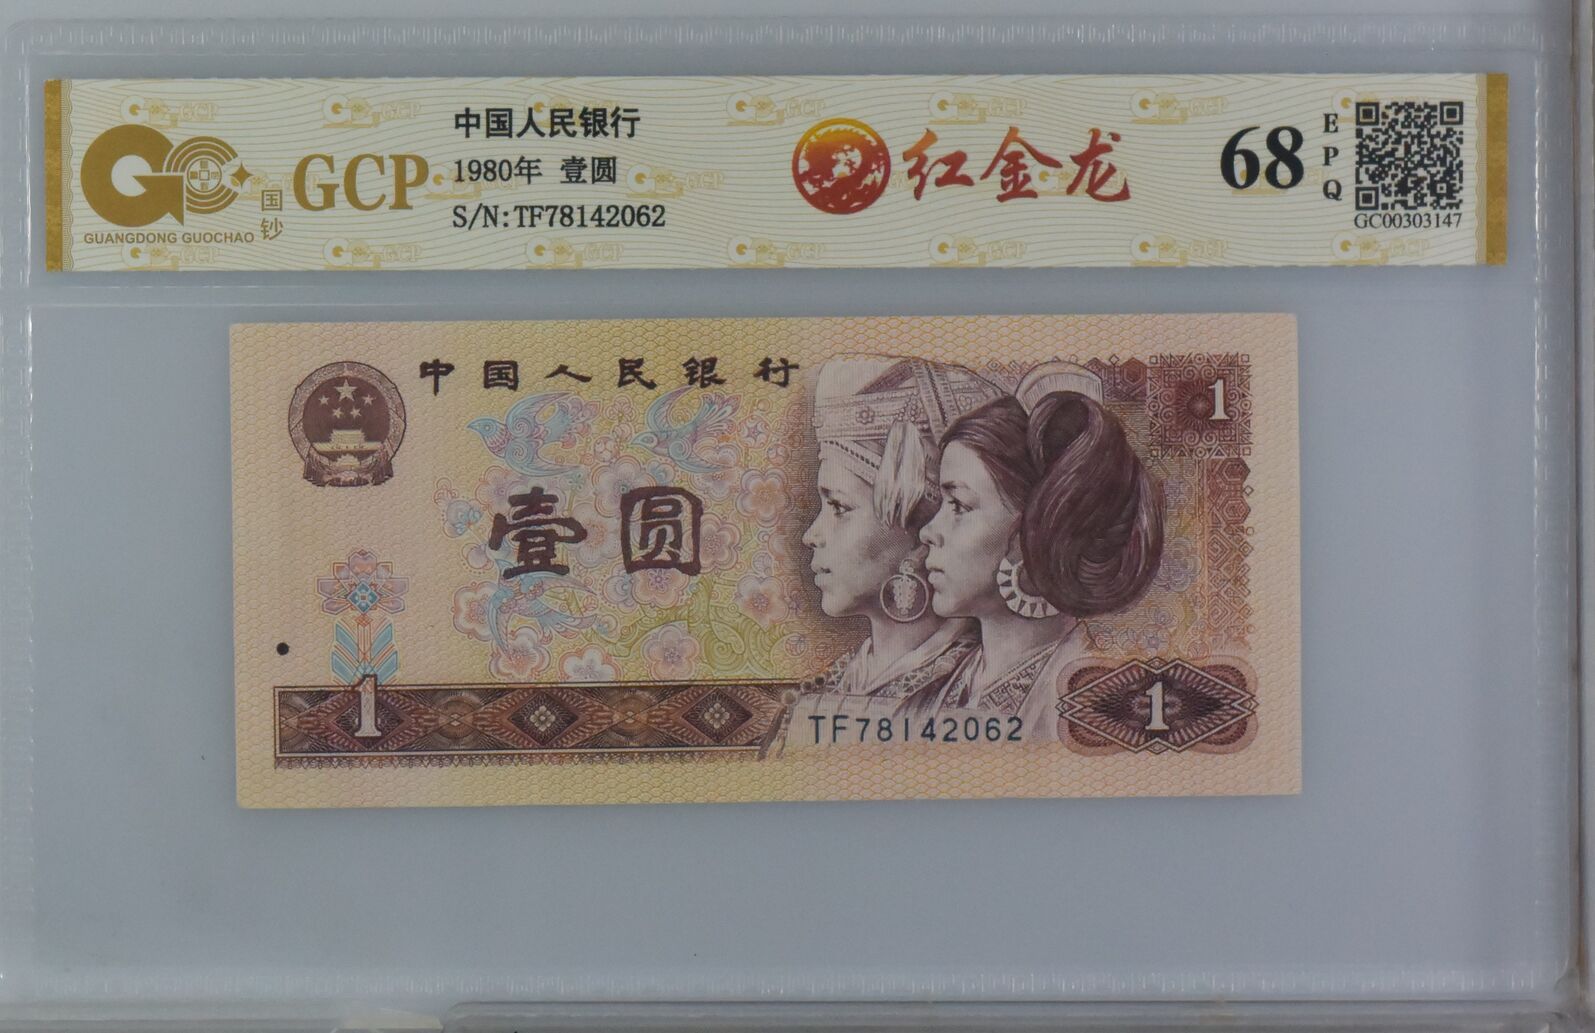 GUANGDONG GUOCHAO
国钞
GCP
中国人民银行
1980年 壹圆
S/N:TF78142062
红金龙
68
EPQ
GC00303147
中国人民银行
1
壹圆
1
TF78142062
1